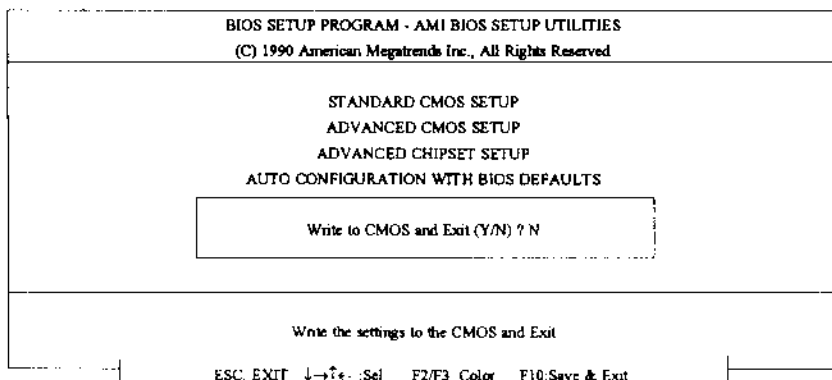 BIOS SETUP PROGRAM - AMI BIOS SETUP UTILITIES
(C) 1990 American Megatrends Inc., All Rights Reserved
STANDARD CMOS SETUP
ADVANCED CMOS SETUP
ADVANCED CHIPSET SETUP
AUTO CONFIGURATION WITH BIOS DEFAULTS
Write to CMOS and Exit (Y/N) ? N
Write the settings to the CMOS and Exit
ESC. EXIT ↓→↑← :Sel F2/F3 Color F10:Save & Exit